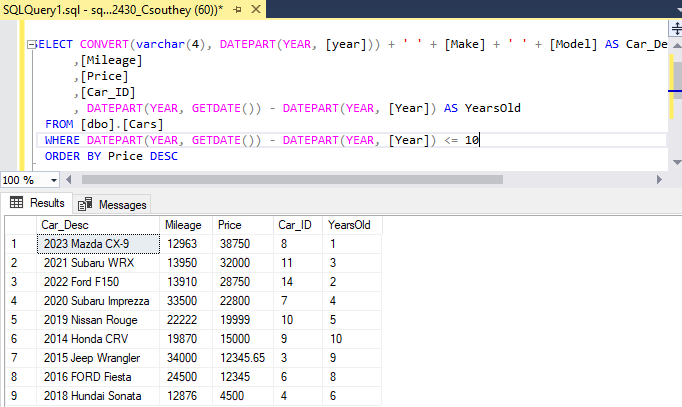 SQLQuery1.sql - sq...2430_Csouthey (60))*
SELECT CONVERT(varchar(4), DATEPART(YEAR, [year])) + ' ' + [Make] + ' ' + [Model] AS Car_De
,[Mileage]
,[Price]
,[Car_ID]
, DATEPART(YEAR, GETDATE()) - DATEPART(YEAR, [Year]) AS YearsOld
FROM [dbo].[Cars]
WHERE DATEPART(YEAR, GETDATE()) - DATEPART(YEAR, [Year]) <= 10
ORDER BY Price DESC
100 %
Results Messages
Car_Desc Mileage Price Car_ID YearsOld
1 2023 Mazda CX-9 12963 38750 8 1
2 2021 Subaru WRX 13950 32000 11 3
3 2022 Ford F150 13910 28750 14 2
4 2020 Subaru Imprezza 33500 22800 7 4
5 2019 Nissan Rouge 22222 19999 10 5
6 2014 Honda CRV 19870 15000 9 10
7 2015 Jeep Wrangler 34000 12345.65 3 9
8 2016 FORD Fiesta 24500 12345 6 8
9 2018 Hundai Sonata 12876 4500 4 6